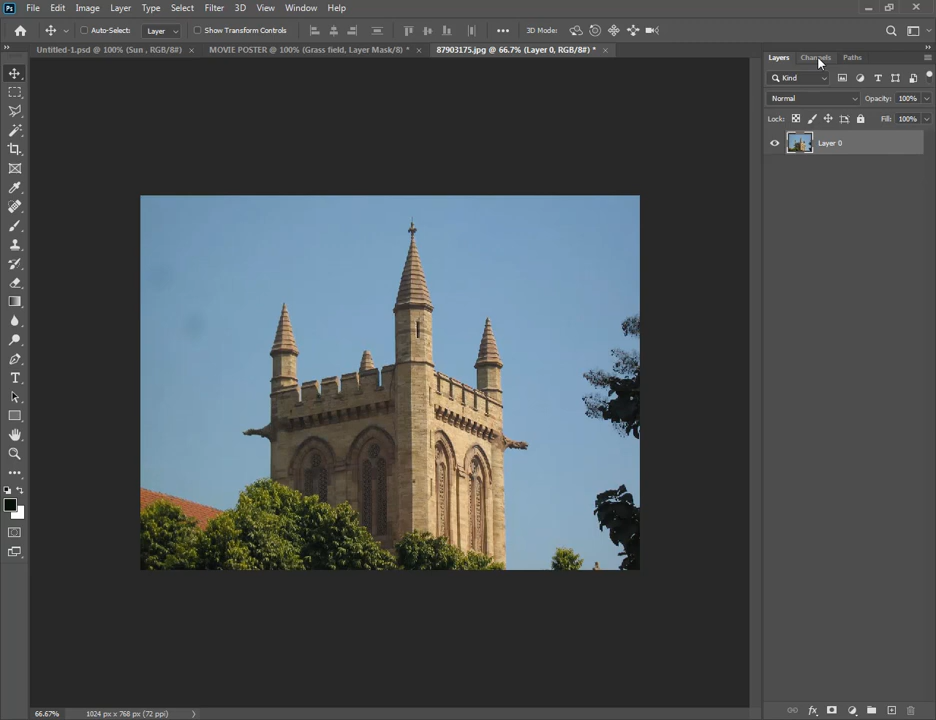 Ps File Edit Image Layer Type Select Filter 3D View Window Help
Auto-Select: Layer Show Transform Controls 3D Mode:
Untitled-1.psd @ 100% (Sun , RGB/8#) × MOVIE POSTER @ 100% (Grass field, Layer Mask/8) * × 87903175.jpg @ 66.7% (Layer 0, RGB/8#) * ×
Layers Channels Paths
Kind
Normal Opacity: 100%
Lock: Fill: 100%
Layer 0
66.67% 1024 px x 768 px (72 ppi)